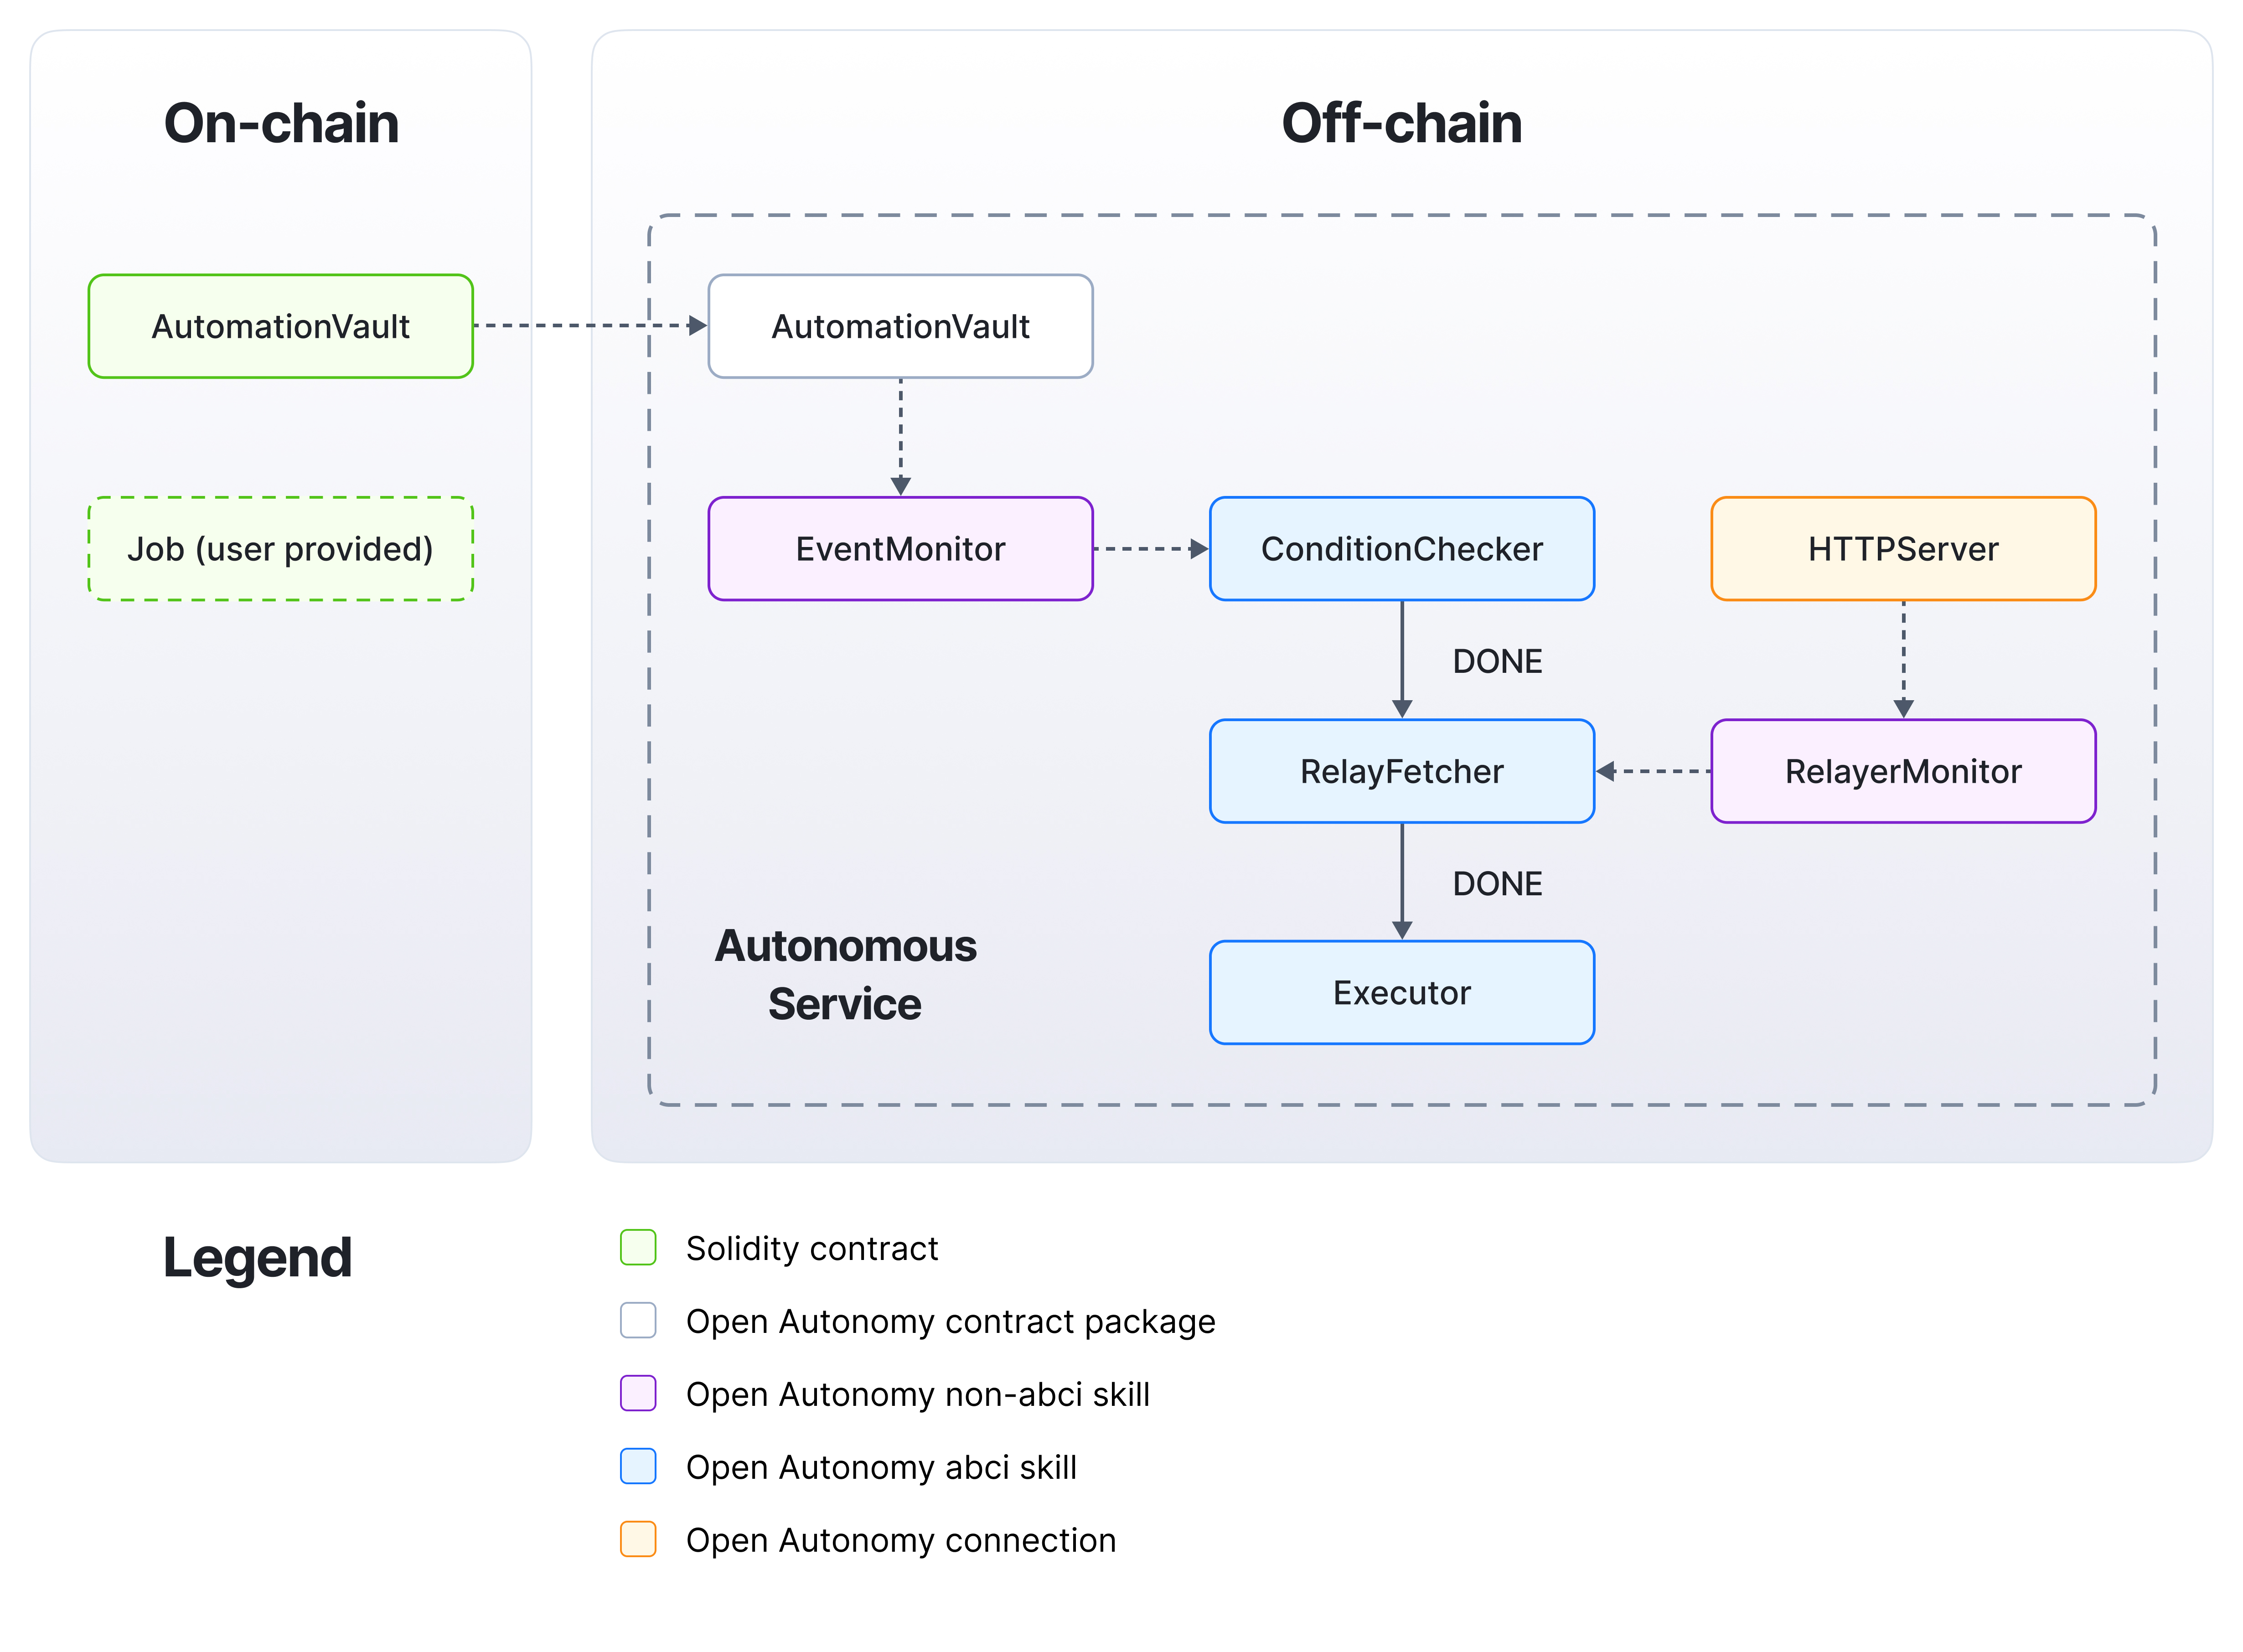 On-chain
Off-chain
AutomationVault
AutomationVault
Job (user provided)
EventMonitor
ConditionChecker
HTTPServer
DONE
RelayFetcher
RelayerMonitor
DONE
Autonomous
Service
Executor
Legend
Solidity contract
Open Autonomy contract package
Open Autonomy non-abci skill
Open Autonomy abci skill
Open Autonomy connection